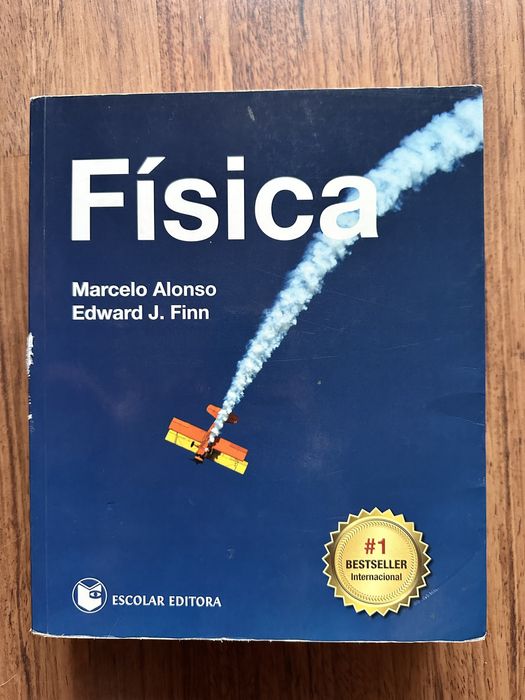 Física
Marcelo Alonso
Edward J. Finn
#1
BESTSELLER
Internacional
ESCOLAR EDITORA